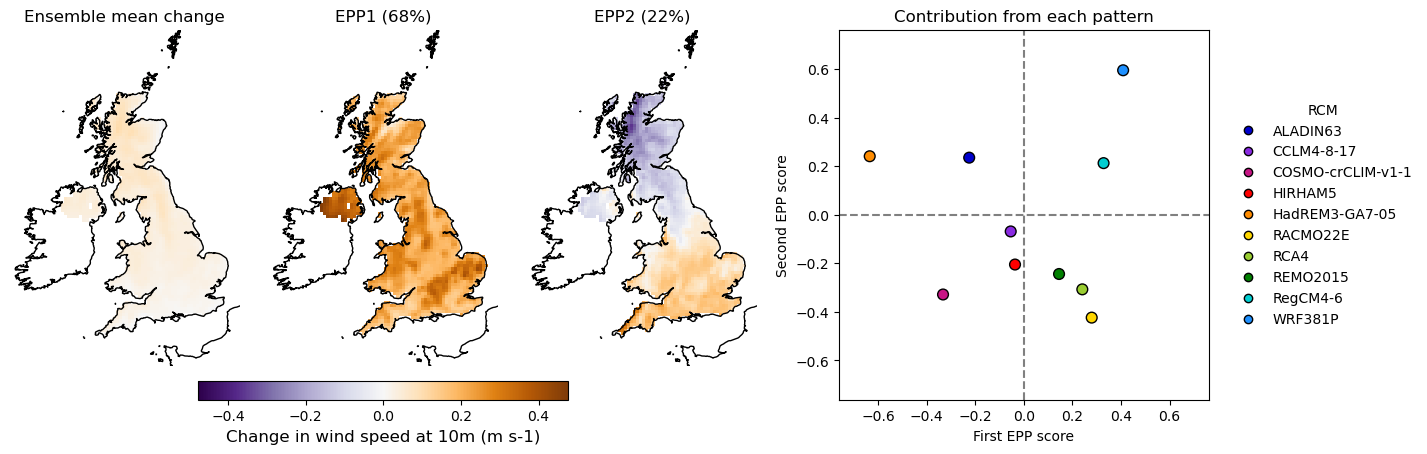 Ensemble mean change
EPP1 (68%)
EPP2 (22%)
Contribution from each pattern
−0.4
−0.2
0.0
0.2
0.4
Change in wind speed at 10m (m s-1)
Second EPP score
0.6
0.4
0.2
0.0
−0.2
−0.4
−0.6
−0.6
−0.4
−0.2
0.0
0.2
0.4
0.6
First EPP score
RCM
ALADIN63
CCLM4-8-17
COSMO-crCLIM-v1-1
HIRHAM5
HadREM3-GA7-05
RACMO22E
RCA4
REMO2015
RegCM4-6
WRF381P